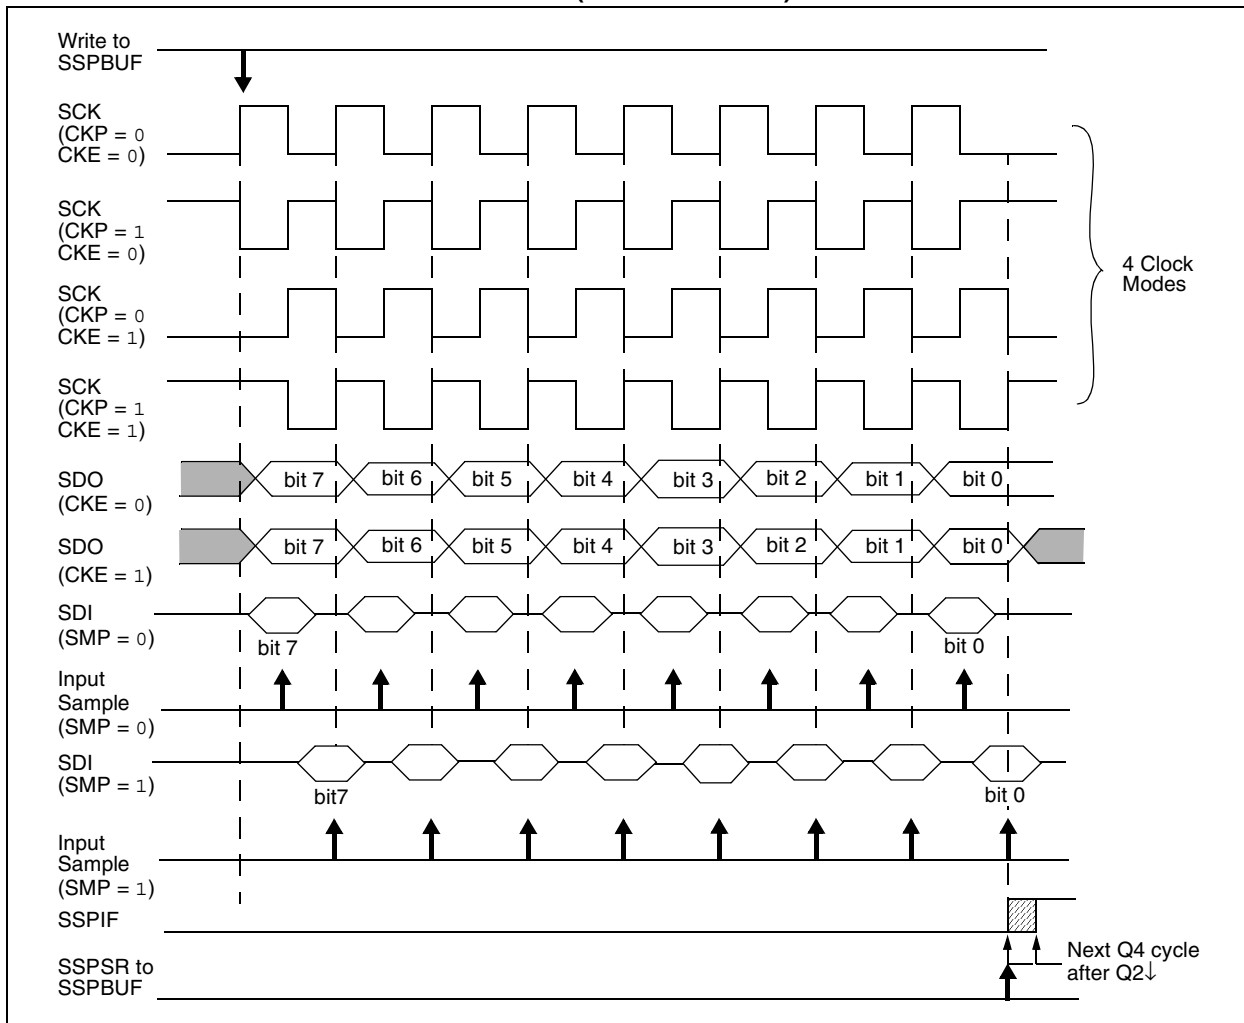 Write to
SSPBUF
SCK
(CKP = 0
CKE = 0)
SCK
(CKP = 1
CKE = 0)
4 Clock
Modes
SCK
(CKP = 0
CKE = 1)
SCK
(CKP = 1
CKE = 1)
SDO
(CKE = 0)
bit 7 bit 6 bit 5 bit 4 bit 3 bit 2 bit 1 bit 0
SDO
(CKE = 1)
bit 7 bit 6 bit 5 bit 4 bit 3 bit 2 bit 1 bit 0
SDI
(SMP = 0)
bit 7 bit 0
Input
Sample
(SMP = 0)
SDI
(SMP = 1)
bit7 bit 0
Input
Sample
(SMP = 1)
SSPIF
Next Q4 cycle
after Q2↓
SSPSR to
SSPBUF